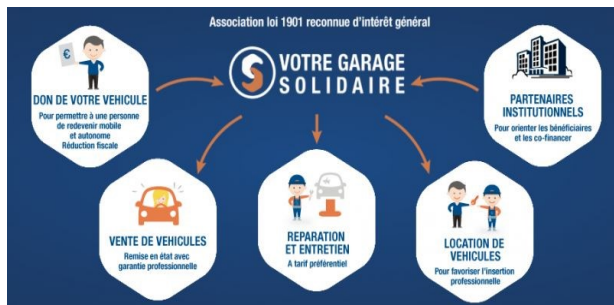 Association loi 1901 reconnue d'intérêt général
VOTRE GARAGE
SOLIDAIRE
€
DON DE VOTRE VEHICULE
Pour permettre à une personne
de redevenir mobile
et autonome
Réduction fiscale
PARTENAIRES
INSTITUTIONNELS
Pour orienter les bénéficiaires
et les co-financer
VENTE DE VEHICULES
Remise en état avec
garantie professionnelle
REPARATION
ET ENTRETIEN
A tarif préférentiel
LOCATION DE
VEHICULES
Pour favoriser l'insertion
professionnelle